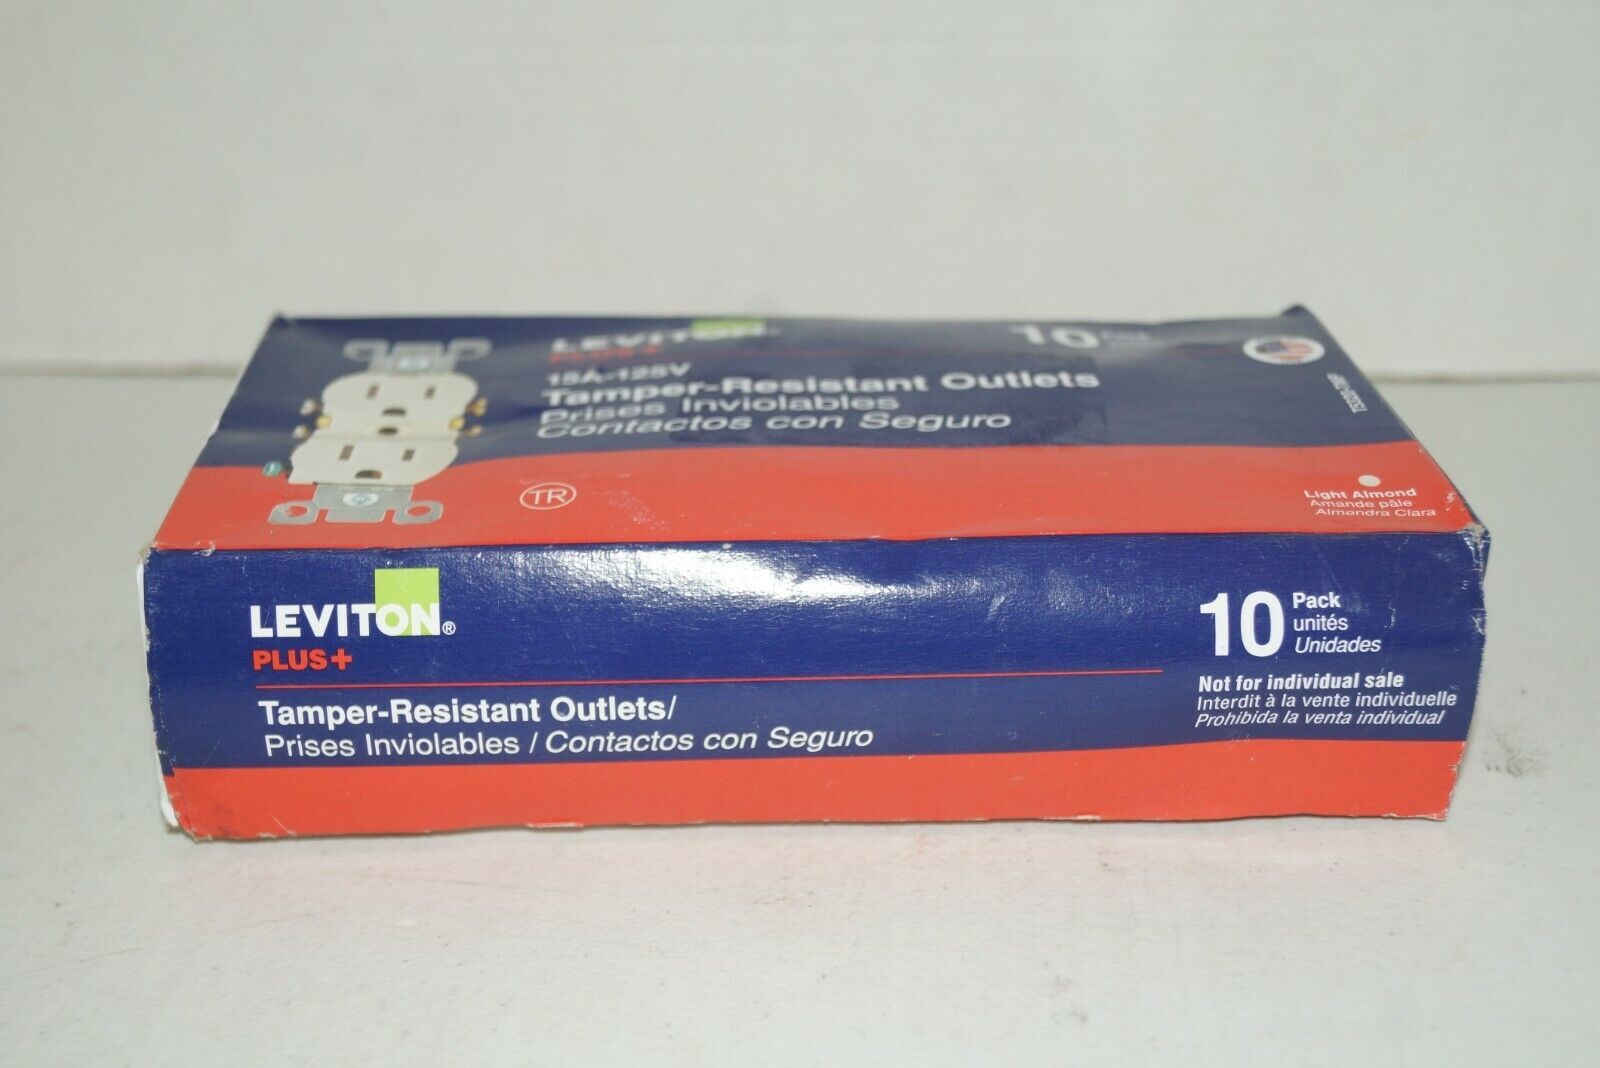 LEVITON
PLUS+
15A-125V
Tamper-Resistant Outlets
Prises Inviolables
Contactos con Seguro
10 Pack
TR
Light Almond
Amande pâle
Almendra Clara
LEVITON®
PLUS+
Tamper-Resistant Outlets/
Prises Inviolables / Contactos con Seguro
10 Pack
unités
Unidades
Not for individual sale
Interdit à la vente individuelle
Prohibida la venta individual